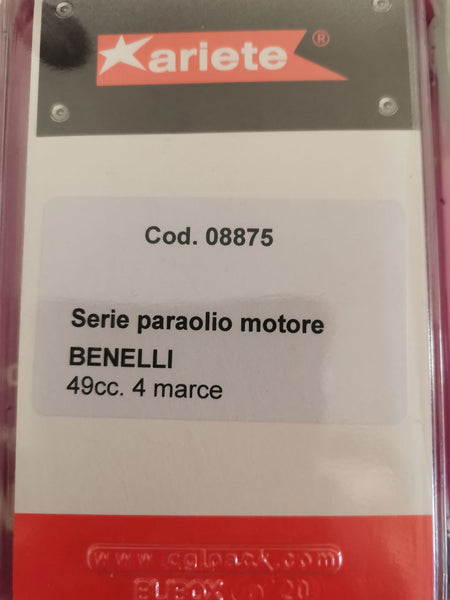 ariete®
Cod. 08875
Serie paraolio motore
BENELLI
49cc. 4 marce
www.cglpack.com